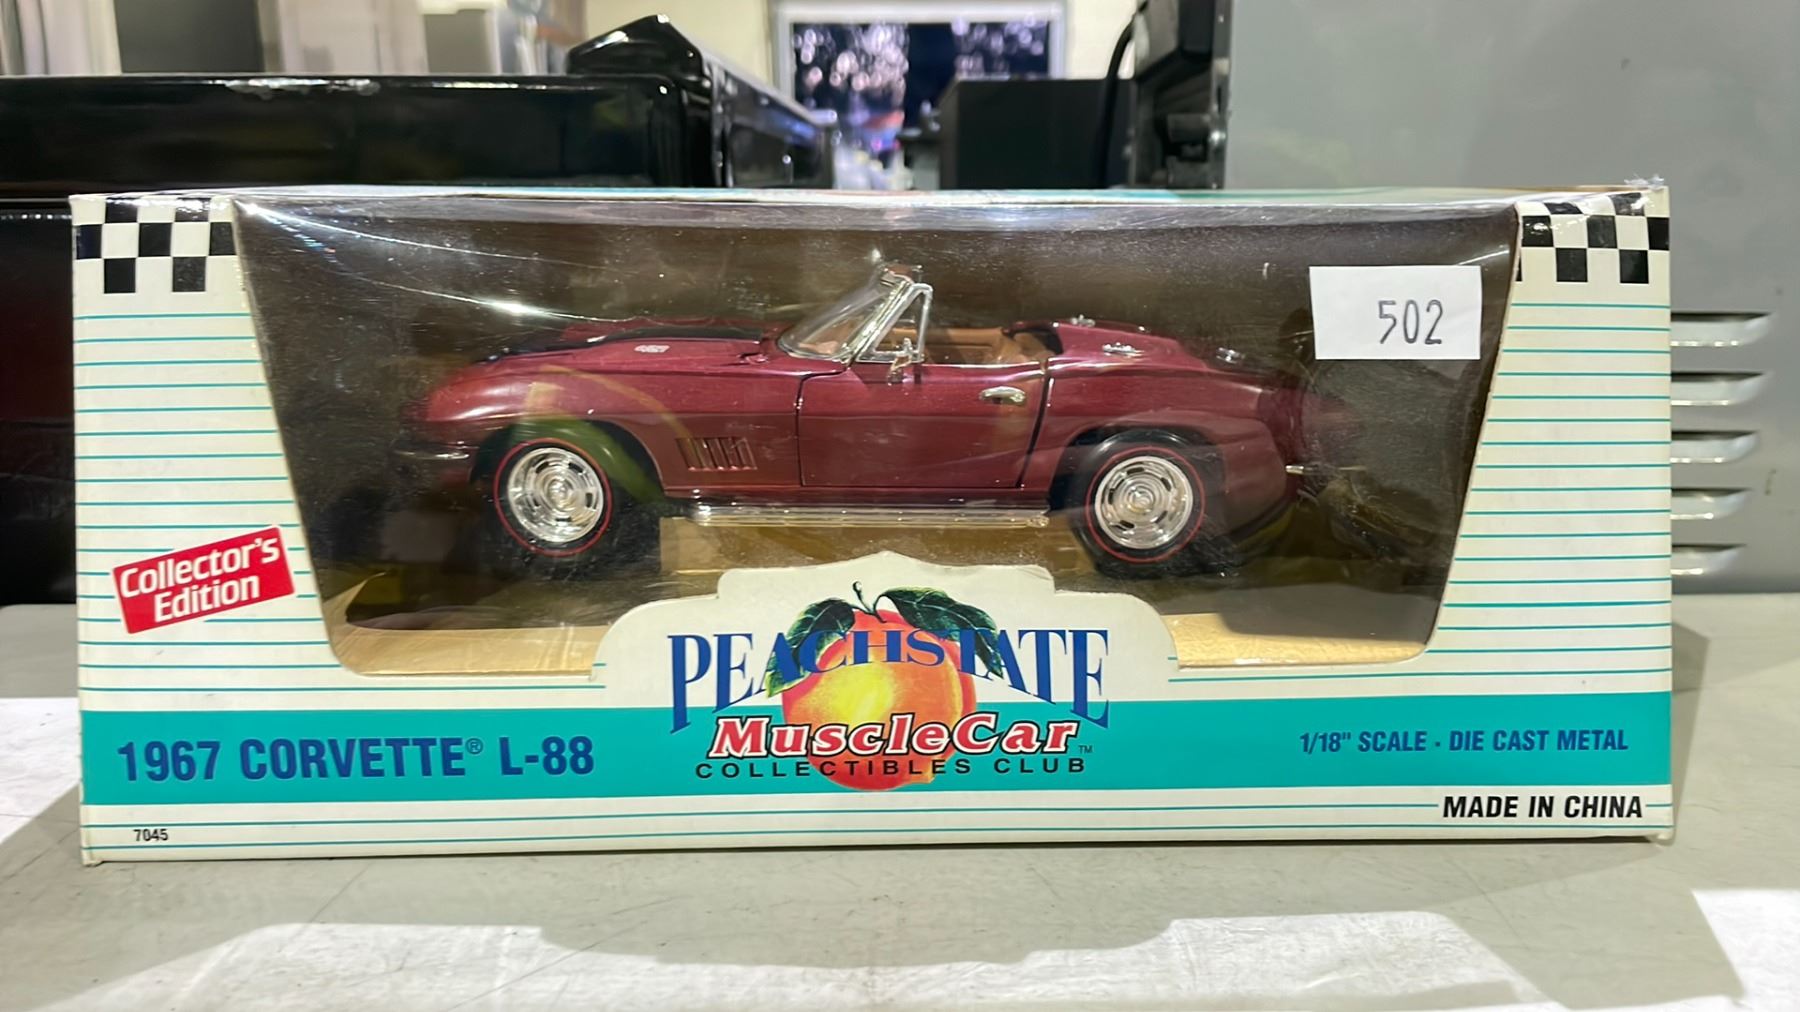 502
Collector's
Edition
PEACHSTATE
MuscleCar™
COLLECTIBLES CLUB
1967 CORVETTE® L-88
1/18" SCALE - DIE CAST METAL
MADE IN CHINA
7045